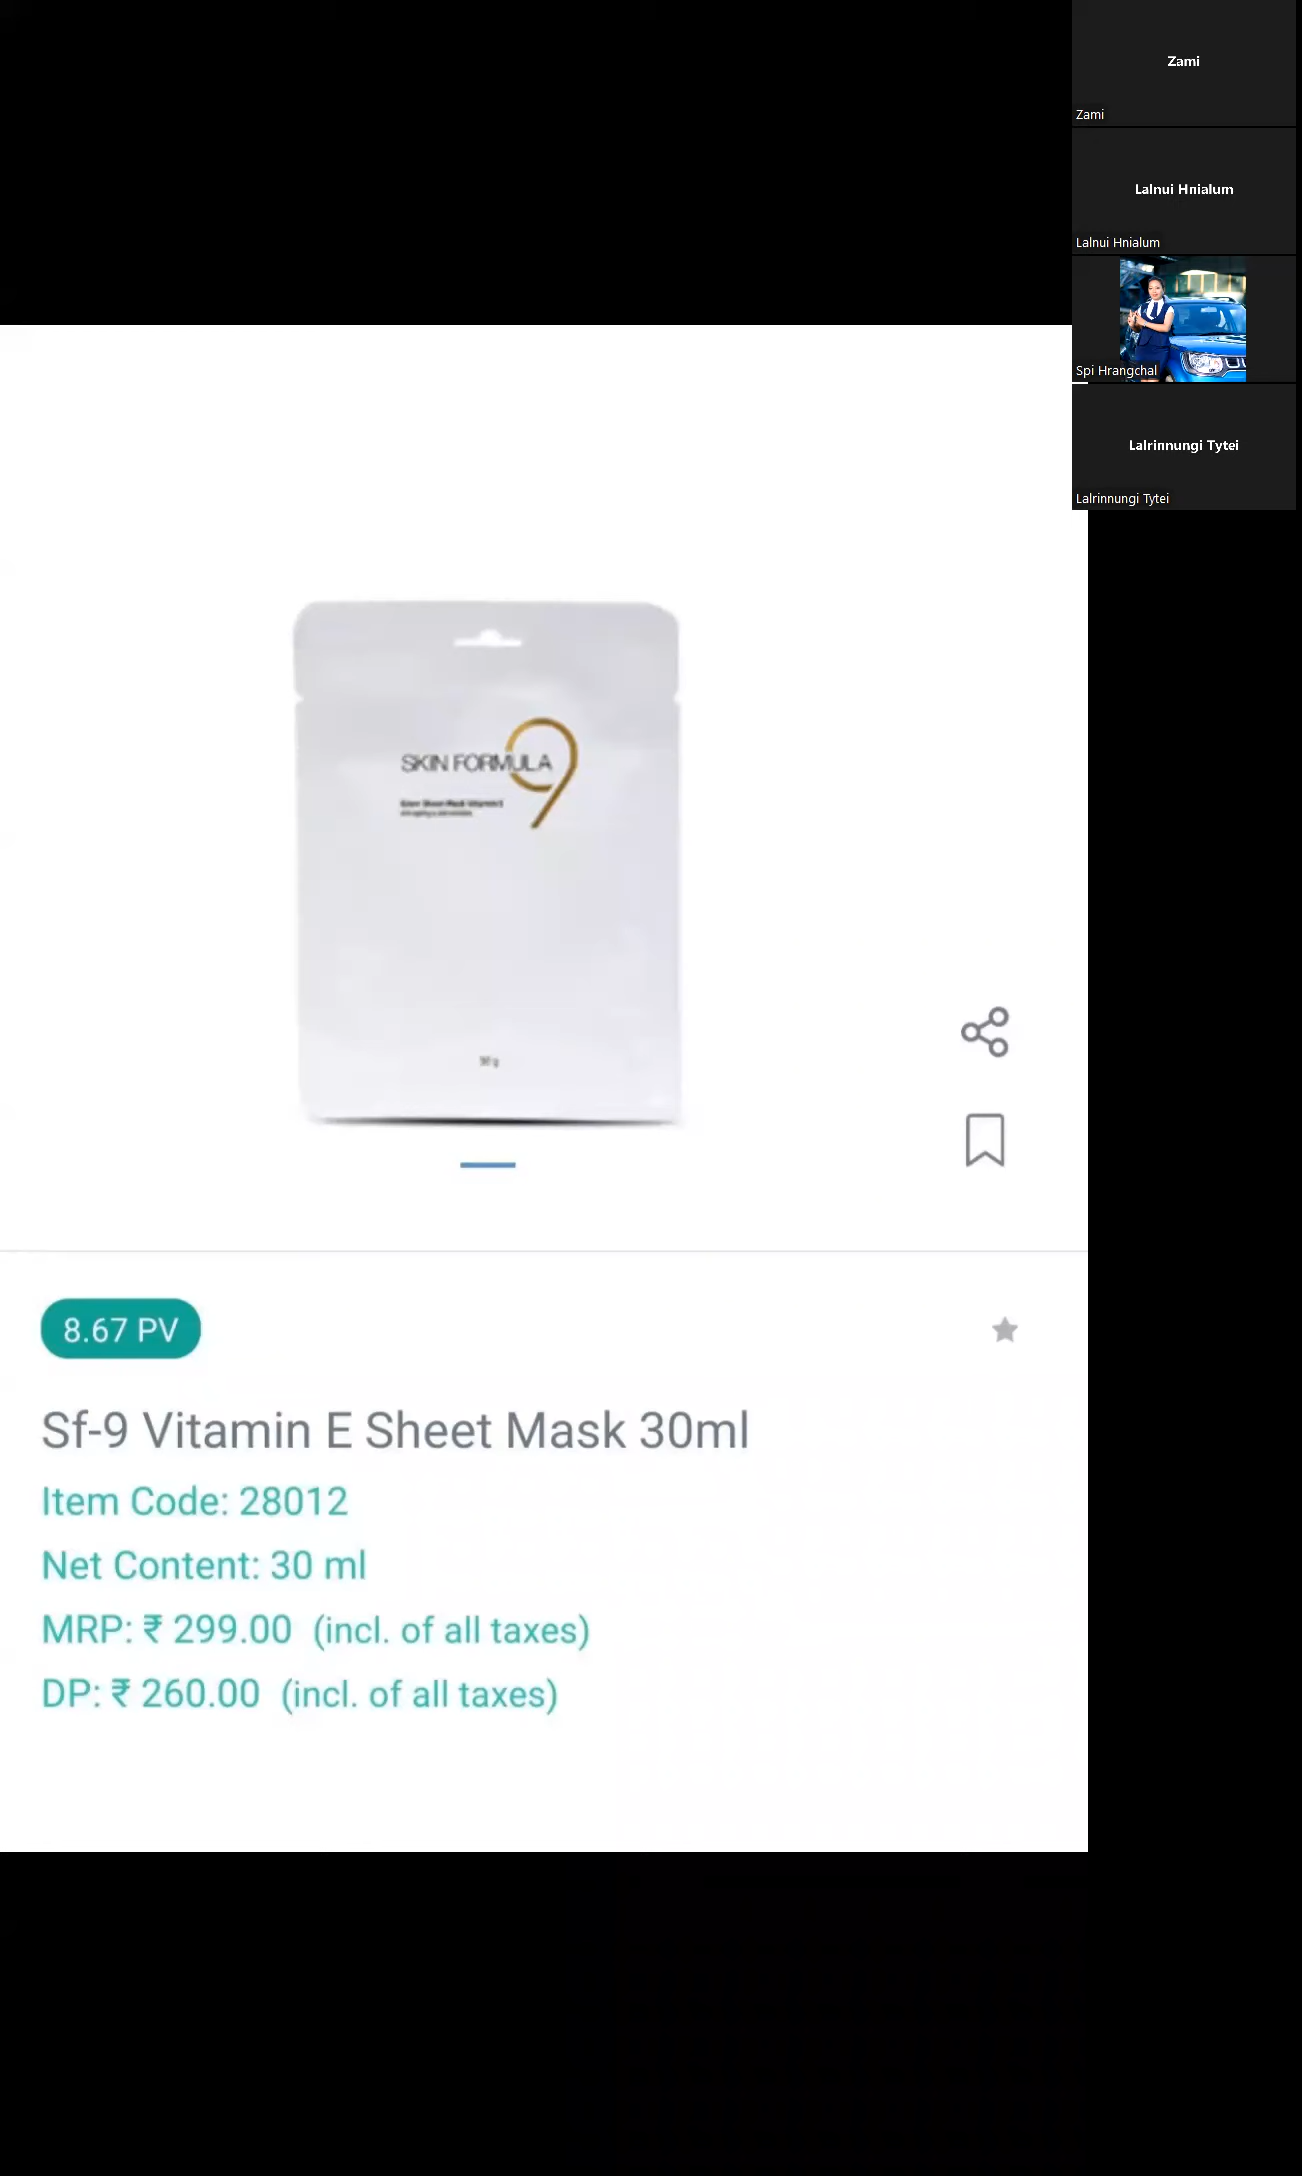 Zami
Zami
Lalnui Hnialum
Lalnui Hnialum
Spi Hrangchal
Lalrinnungi Tytei
Lalrinnungi Tytei
SKIN FORMULA 9
8.67 PV
Sf-9 Vitamin E Sheet Mask 30ml
Item Code: 28012
Net Content: 30 ml
MRP: ₹ 299.00 (incl. of all taxes)
DP: ₹ 260.00 (incl. of all taxes)